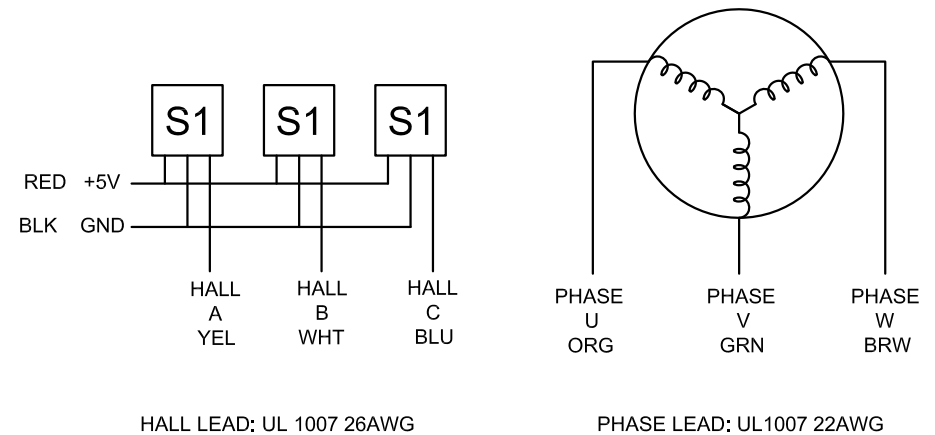 S1 S1 S1
RED +5V
BLK GND
HALL
A
YEL
HALL
B
WHT
HALL
C
BLU
PHASE
U
ORG
PHASE
V
GRN
PHASE
W
BRW
HALL LEAD: UL 1007 26AWG
PHASE LEAD: UL1007 22AWG